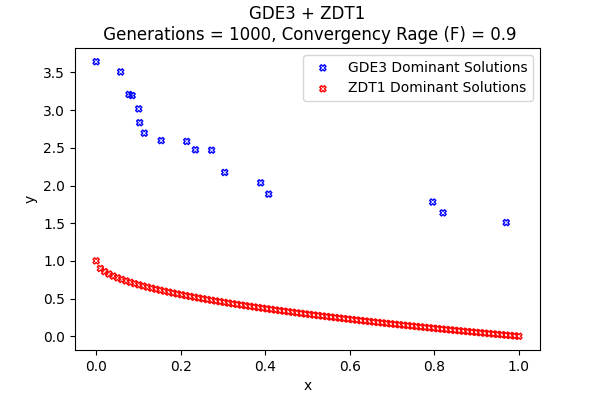 GDE3 + ZDT1
Generations = 1000, Convergency Rage (F) = 0.9
GDE3 Dominant Solutions
ZDT1 Dominant Solutions
y
3.5
3.0
2.5
2.0
1.5
1.0
0.5
0.0
0.0 0.2 0.4 0.6 0.8 1.0
x